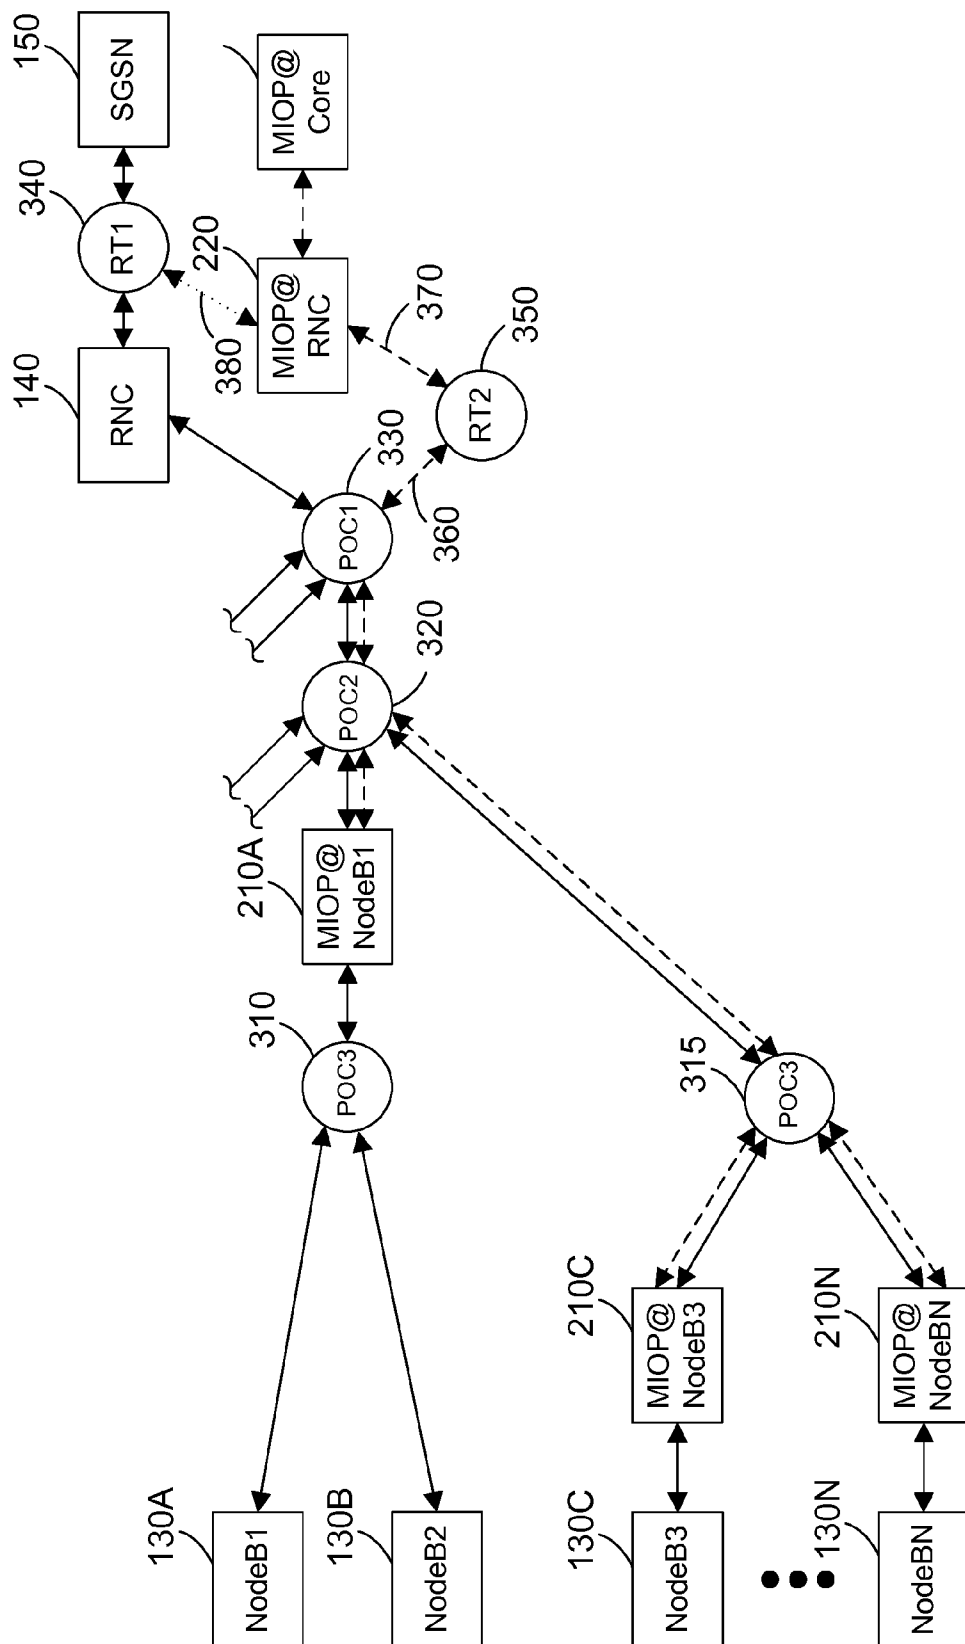 130A
NodeB1
130B
NodeB2
130C
NodeB3
130N
NodeBN
210C
MIOP@
NodeB3
210N
MIOP@
NodeBN
310
POC3
315
POC3
210A
MIOP@
NodeB1
POC2
320
POC1
330
360
RT2
350
370
140
RNC
380
220
MIOP@
RNC
340
RT1
150
SGSN
MIOP@
Core